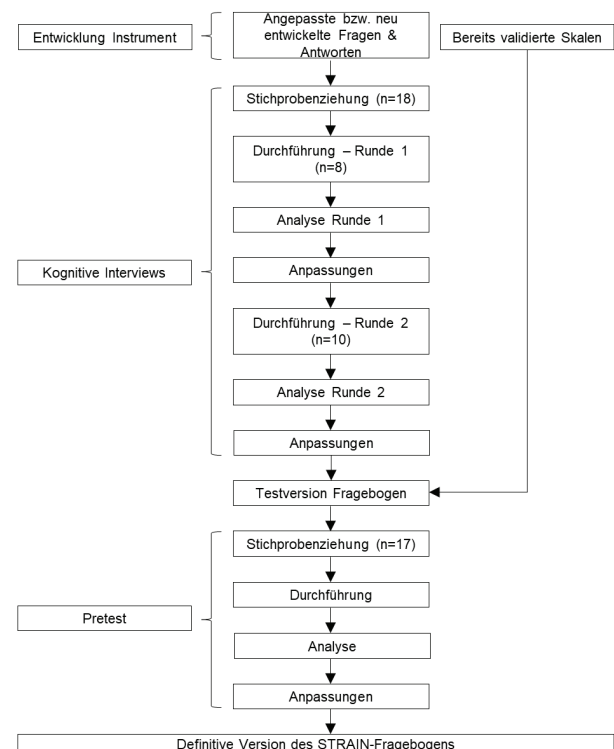 Entwicklung Instrument
Angepasste bzw. neu
entwickelte Fragen &
Antworten
Bereits validierte Skalen
Stichprobenziehung (n=18)
Durchführung – Runde 1
(n=8)
Analyse Runde 1
Kognitive Interviews
Anpassungen
Durchführung – Runde 2
(n=10)
Analyse Runde 2
Anpassungen
Testversion Fragebogen
Stichprobenziehung (n=17)
Durchführung
Pretest
Analyse
Anpassungen
Definitive Version des STRAIN-Fragebogens